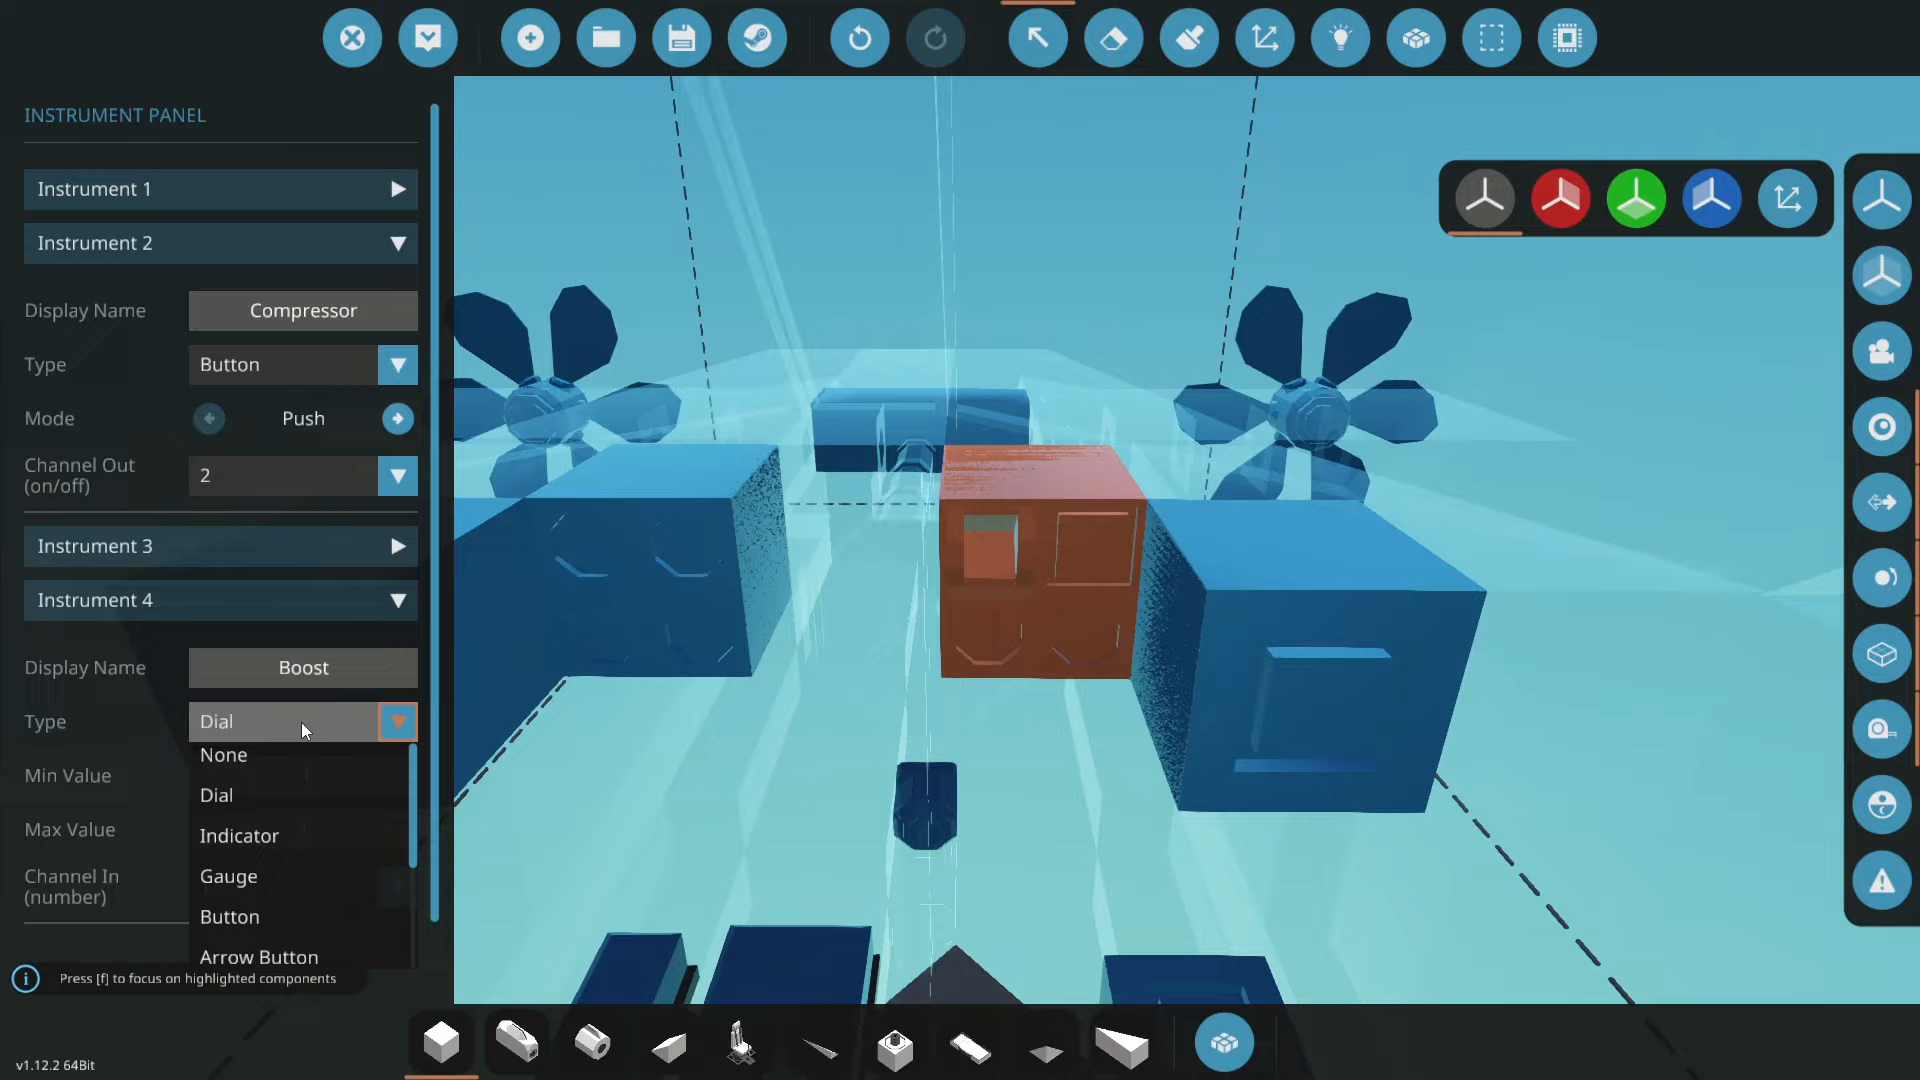 INSTRUMENT PANEL
Instrument 1
Instrument 2
Display Name Compressor
Type Button
Mode Push
Channel Out
(on/off) 2
Instrument 3
Instrument 4
Display Name Boost
Type Dial
None
Min Value
Dial
Max Value
Indicator
Channel In
(number)
Gauge
Button
Arrow Button
Press [f] to focus on highlighted components
v1.12.2 64Bit